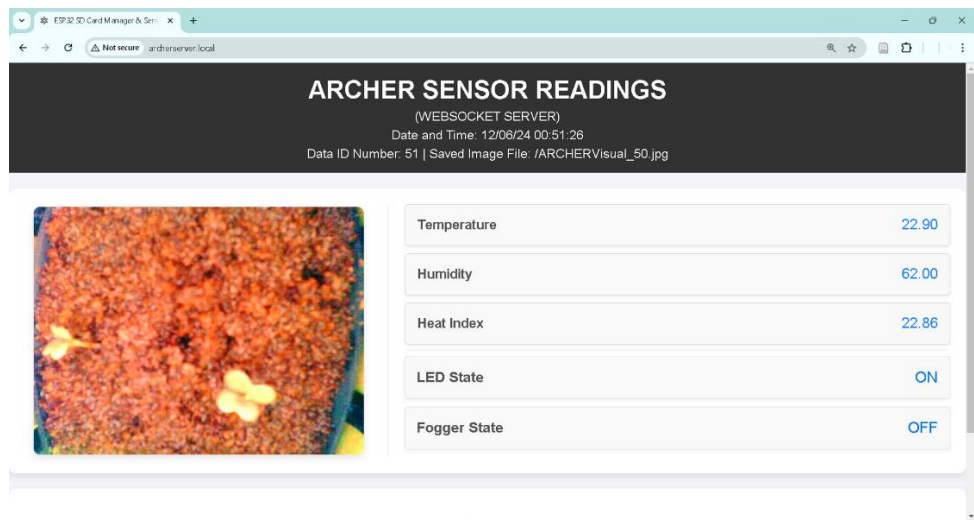 ESP32 SD Card Manager & Sen
Not secure archerserver.local
ARCHER SENSOR READINGS
(WEBSOCKET SERVER)
Date and Time: 12/06/24 00:51:26
Data ID Number: 51 | Saved Image File: /ARCHERVisual_50.jpg
Temperature 22.90
Humidity 62.00
Heat Index 22.86
LED State ON
Fogger State OFF